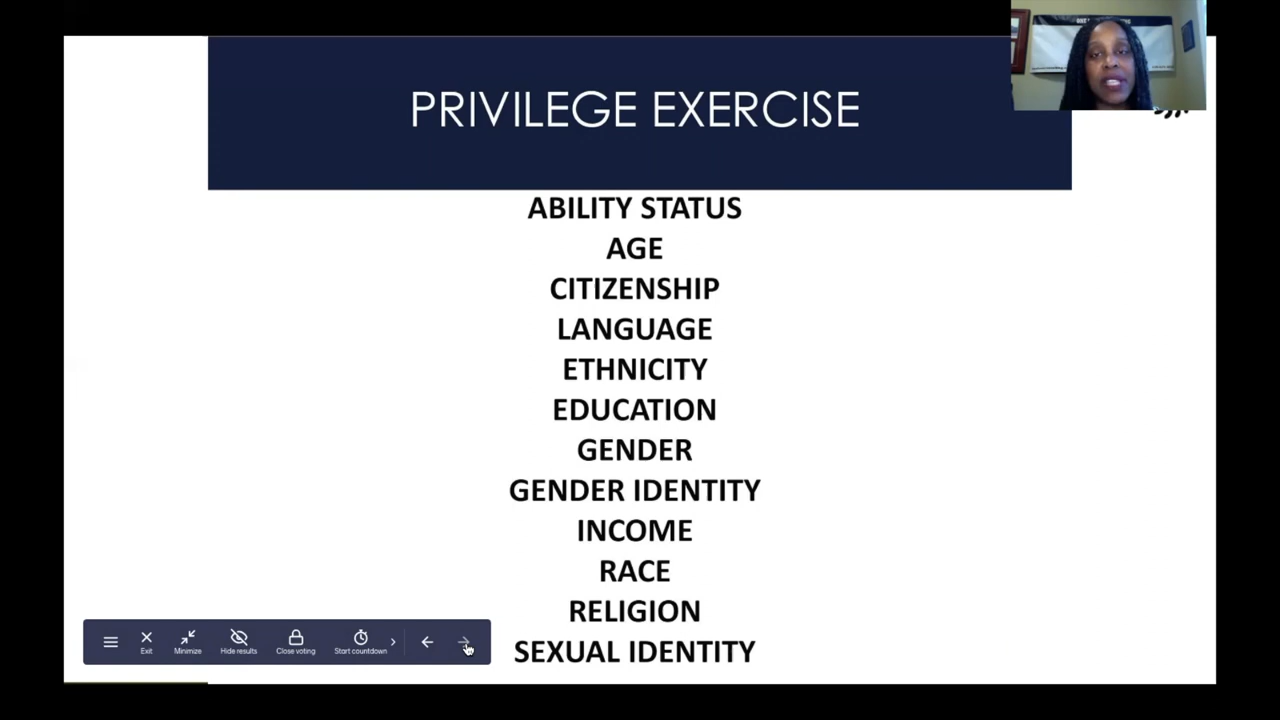 PRIVILEGE EXERCISE
ABILITY STATUS
AGE
CITIZENSHIP
LANGUAGE
ETHNICITY
EDUCATION
GENDER
GENDER IDENTITY
INCOME
RACE
RELIGION
SEXUAL IDENTITY
Exit
Minimize
Hide results
Close voting
Start countdown